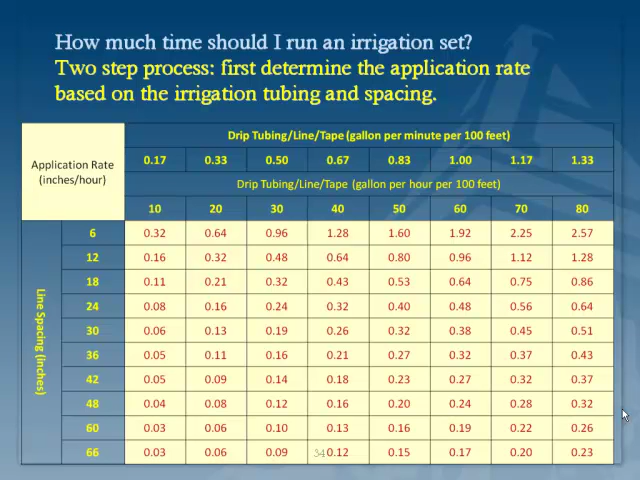 How much time should I run an irrigation set?
Two step process: first determine the application rate
based on the irrigation tubing and spacing.
Application Rate
(inches/hour)
Drip Tubing/Line/Tape (gallon per minute per 100 feet)
0.17 0.33 0.50 0.67 0.83 1.00 1.17 1.33
Drip Tubing/Line/Tape (gallon per hour per 100 feet)
10 20 30 40 50 60 70 80
Line Spacing (inches)
6 0.32 0.64 0.96 1.28 1.60 1.92 2.25 2.57
12 0.16 0.32 0.48 0.64 0.80 0.96 1.12 1.28
18 0.11 0.21 0.32 0.43 0.53 0.64 0.75 0.86
24 0.08 0.16 0.24 0.32 0.40 0.48 0.56 0.64
30 0.06 0.13 0.19 0.26 0.32 0.38 0.45 0.51
36 0.05 0.11 0.16 0.21 0.27 0.32 0.37 0.43
42 0.05 0.09 0.14 0.18 0.23 0.27 0.32 0.37
48 0.04 0.08 0.12 0.16 0.20 0.24 0.28 0.32
60 0.03 0.06 0.10 0.13 0.16 0.19 0.22 0.26
66 0.03 0.06 0.09 0.12 0.15 0.17 0.20 0.23
34